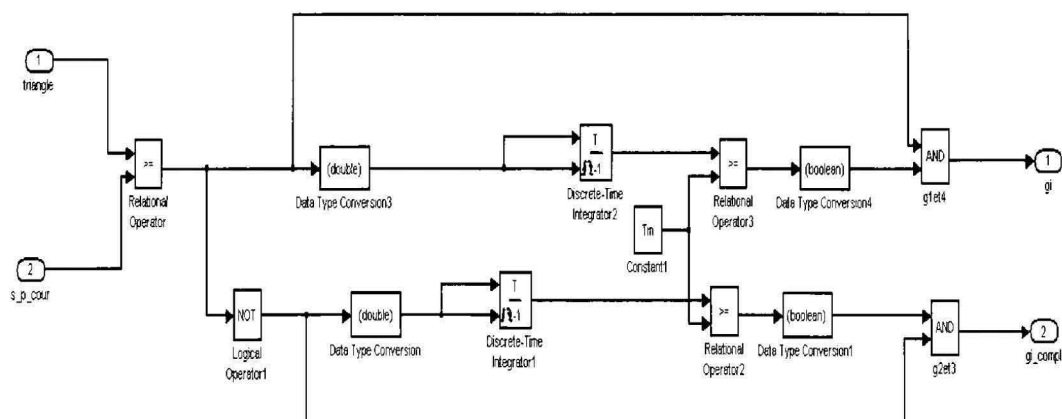 1
triangle
>=
Relational
Operator
2
s_p_cour
(double)
Data Type Conversion3
T
z-1
Discrete-Time
Integrator2
>=
Relational
Operator3
(boolean)
Data Type Conversion4
AND
g1et4
1
gi
Tm
Constant1
NOT
Logical
Operator1
(double)
Data Type Conversion
T
z-1
Discrete-Time
Integrator1
>=
Relational
Operator2
(boolean)
Data Type Conversion1
AND
g2et3
2
gi_compl